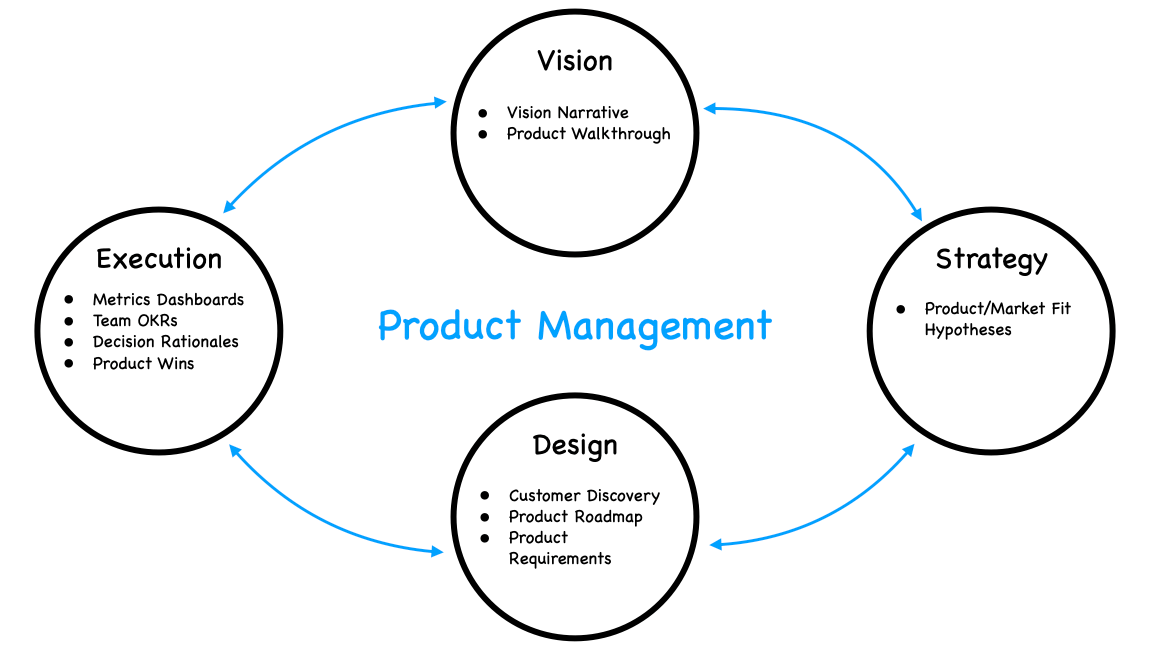 Vision
● Vision Narrative
● Product Walkthrough
Execution
● Metrics Dashboards
● Team OKRs
● Decision Rationales
● Product Wins
Strategy
● Product/Market Fit
Hypotheses
Product Management
Design
● Customer Discovery
● Product Roadmap
● Product
Requirements